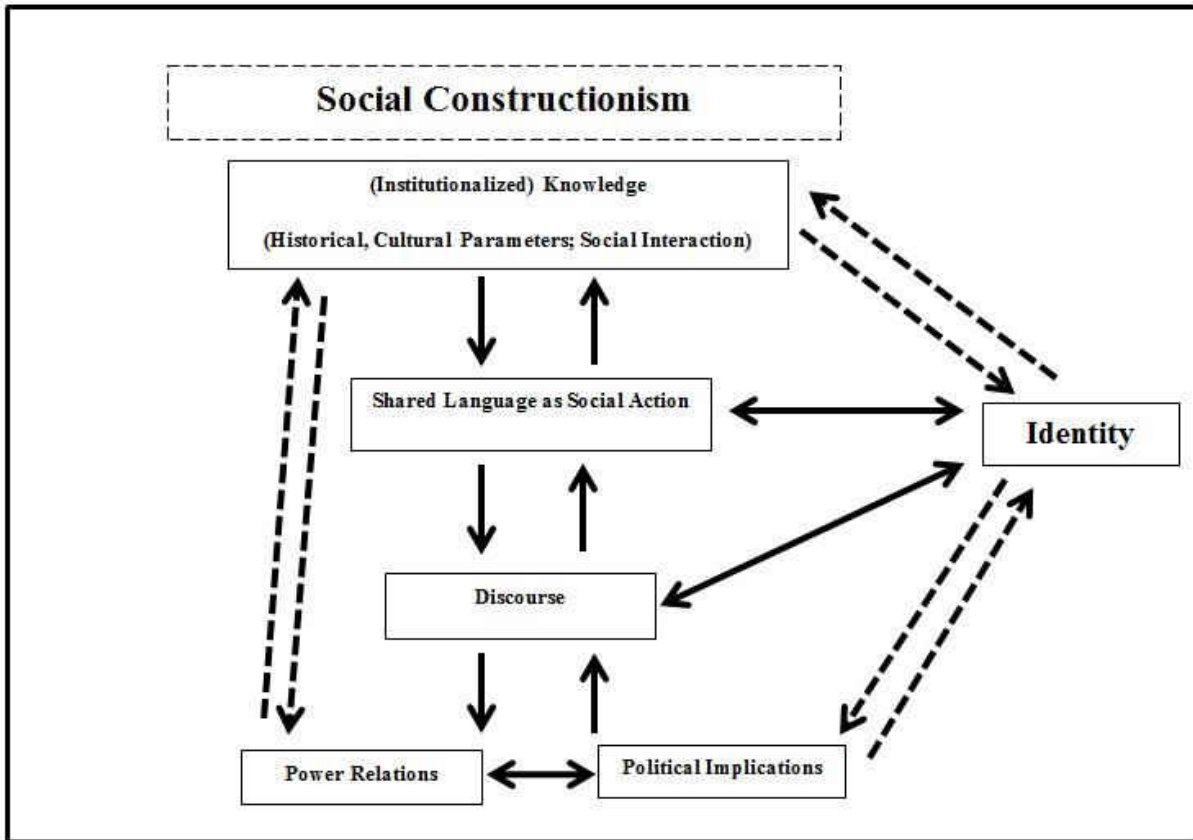 Social Constructionism
(Institutionalized) Knowledge
(Historical, Cultural Parameters; Social Interaction)
Shared Language as Social Action
Identity
Discourse
Power Relations
Political Implications